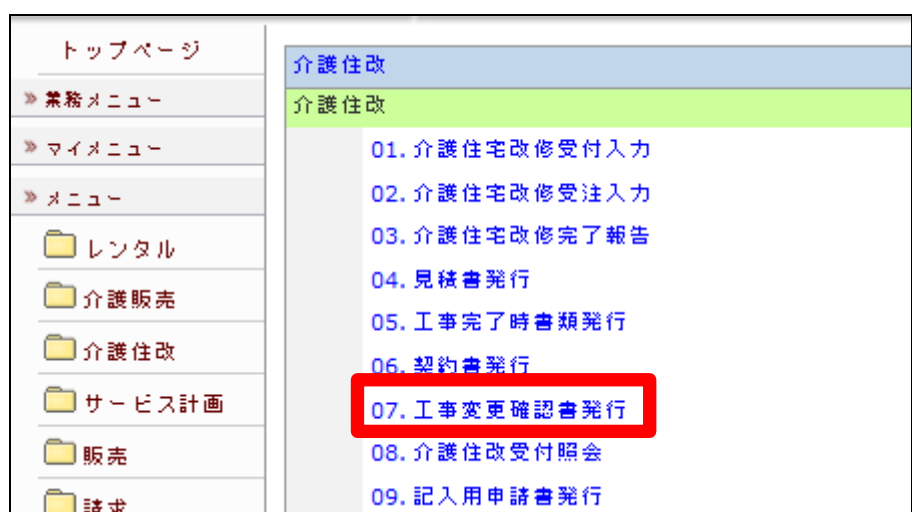 トップページ
» 業務メニュー
» マイメニュー
» メニュー
レンタル
介護販売
介護住改
サービス計画
販売
請求
介護住改
介護住改
01. 介護住宅改修受付入力
02. 介護住宅改修受注入力
03. 介護住宅改修完了報告
04. 見積書発行
05. 工事完了時書類発行
06. 契約書発行
07. 工事変更確認書発行
08. 介護住改受付照会
09. 記入用申請書発行